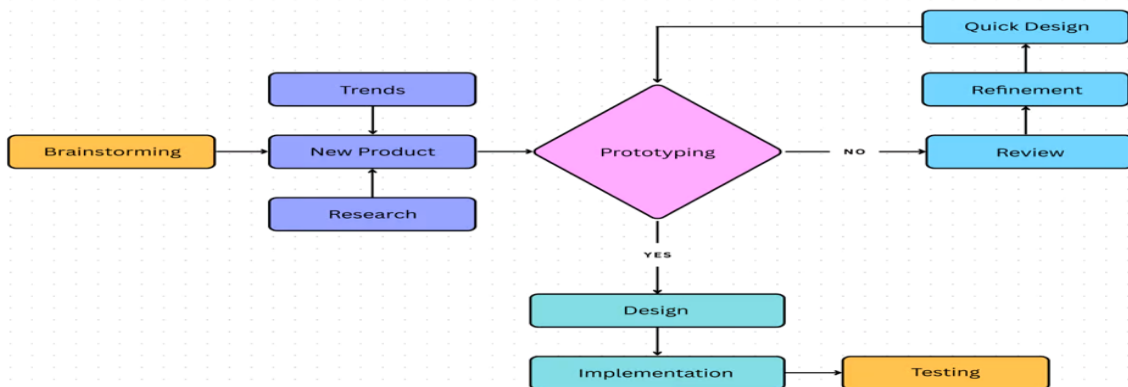 Quick Design
Trends
Refinement
Brainstorming
New Product
Prototyping
NO
Review
Research
YES
Design
Implementation
Testing